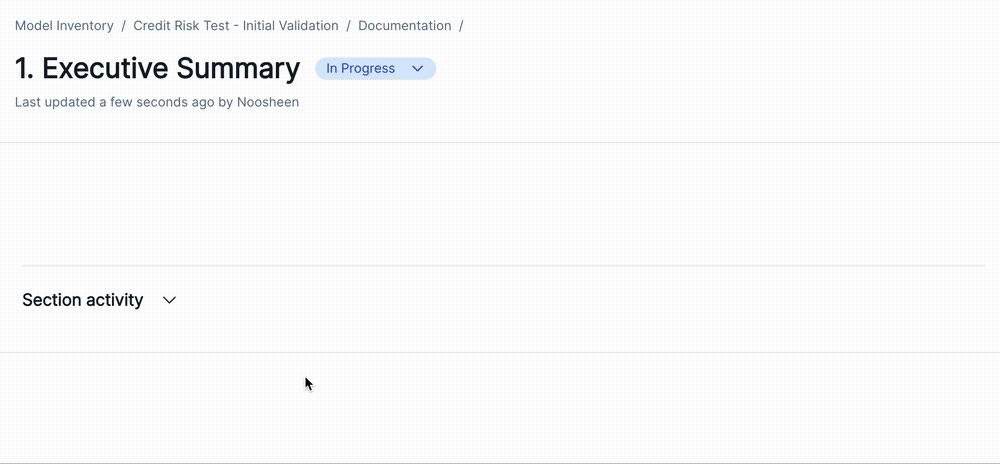 Model Inventory / Credit Risk Test - Initial Validation / Documentation /
1. Executive Summary In Progress
Last updated a few seconds ago by Noosheen
Section activity